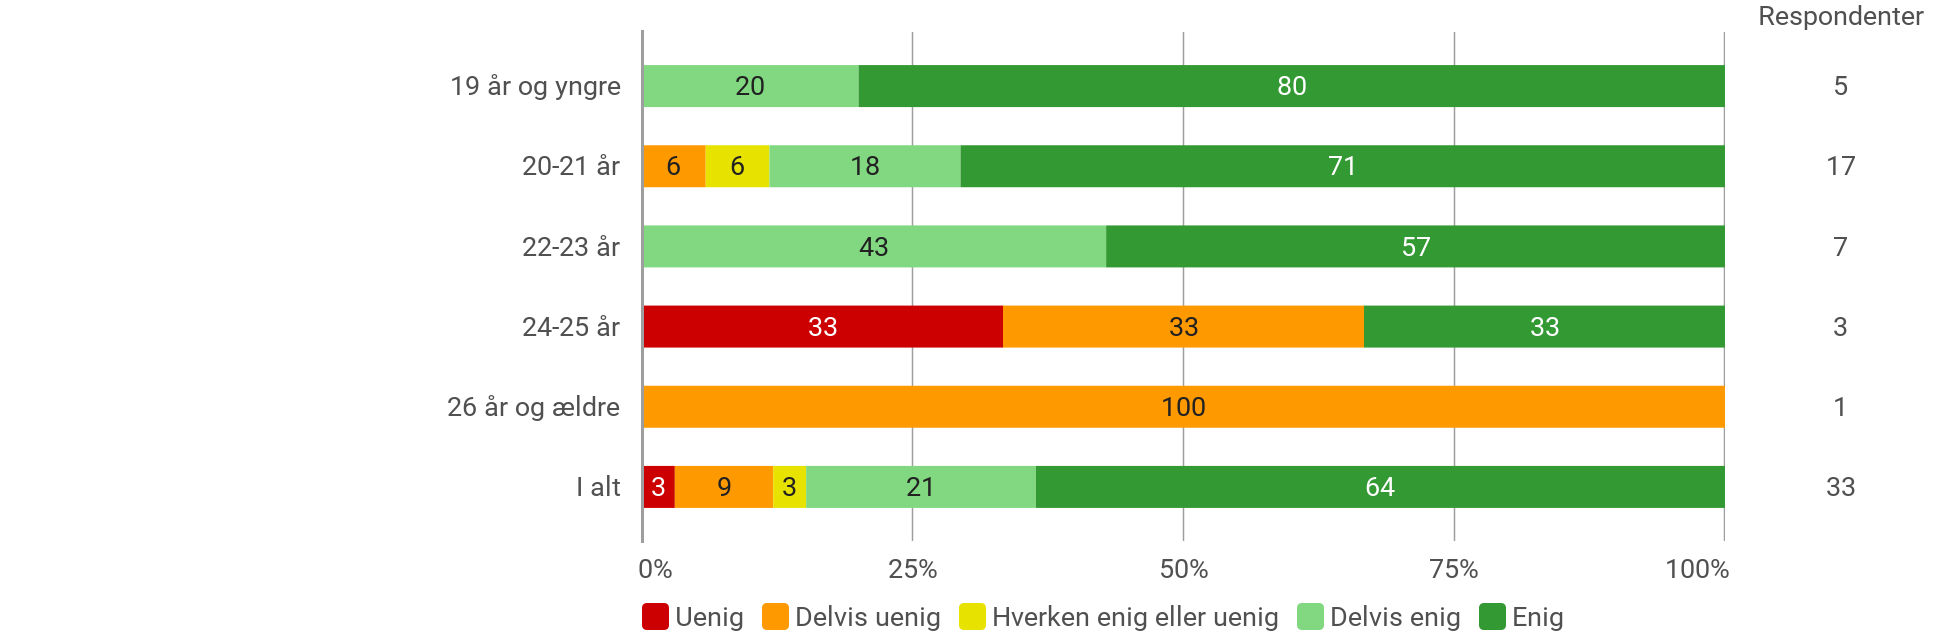 Respondenter
19 år og yngre 20 80 5
20-21 år 6 6 18 71 17
22-23 år 43 57 7
24-25 år 33 33 33 3
26 år og ældre 100 1
I alt 3 9 3 21 64 33
0% 25% 50% 75% 100%
Uenig Delvis uenig Hverken enig eller uenig Delvis enig Enig